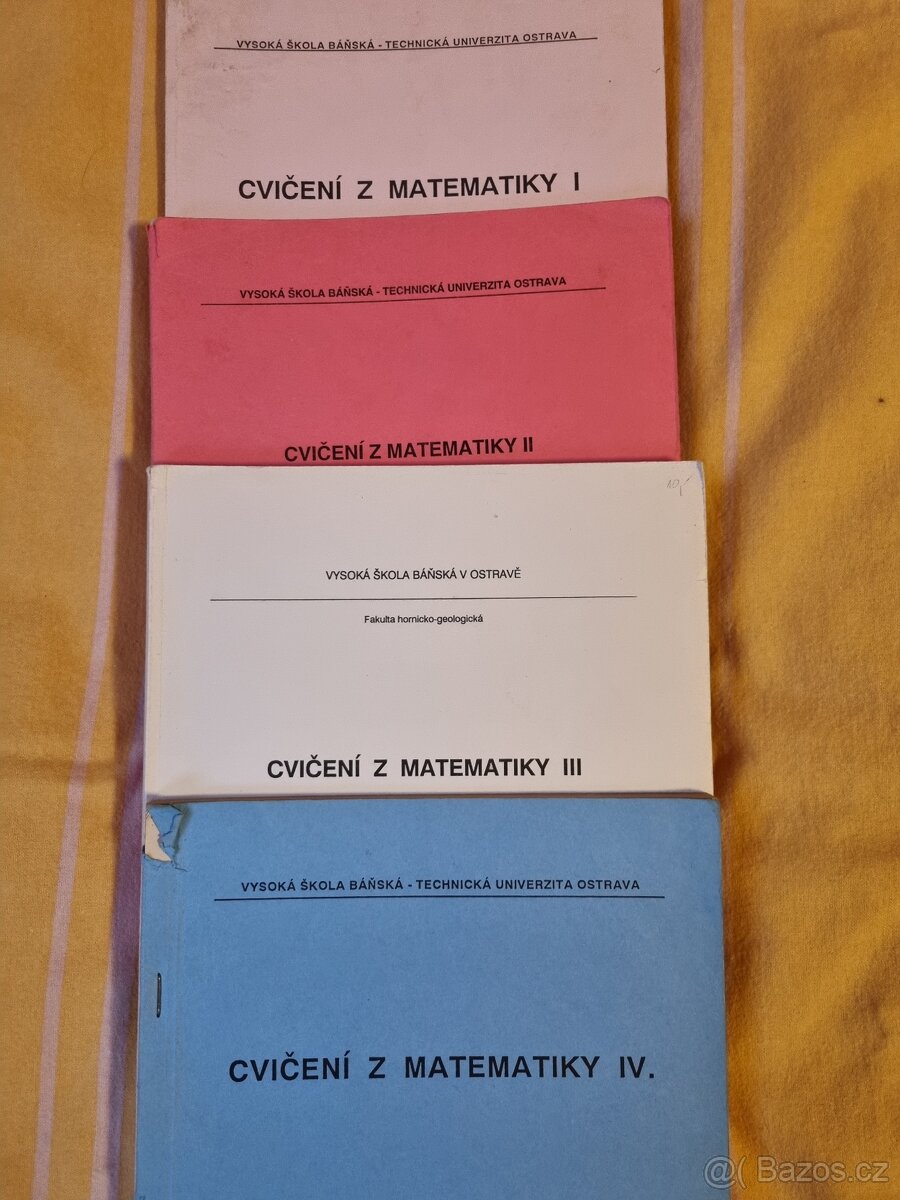 VYSOKÁ ŠKOLA BÁŇSKÁ - TECHNICKÁ UNIVERZITA OSTRAVA
CVIČENÍ Z MATEMATIKY I
VYSOKÁ ŠKOLA BÁŇSKÁ - TECHNICKÁ UNIVERZITA OSTRAVA
CVIČENÍ Z MATEMATIKY II
VYSOKÁ ŠKOLA BÁŇSKÁ V OSTRAVĚ
Fakulta hornicko-geologická
CVIČENÍ Z MATEMATIKY III
VYSOKÁ ŠKOLA BÁŇSKÁ - TECHNICKÁ UNIVERZITA OSTRAVA
CVIČENÍ Z MATEMATIKY IV.
@( Bazos.cz